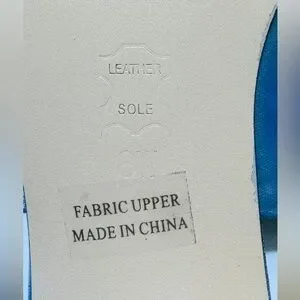 LEATHER
SOLE
FABRIC UPPER
MADE IN CHINA